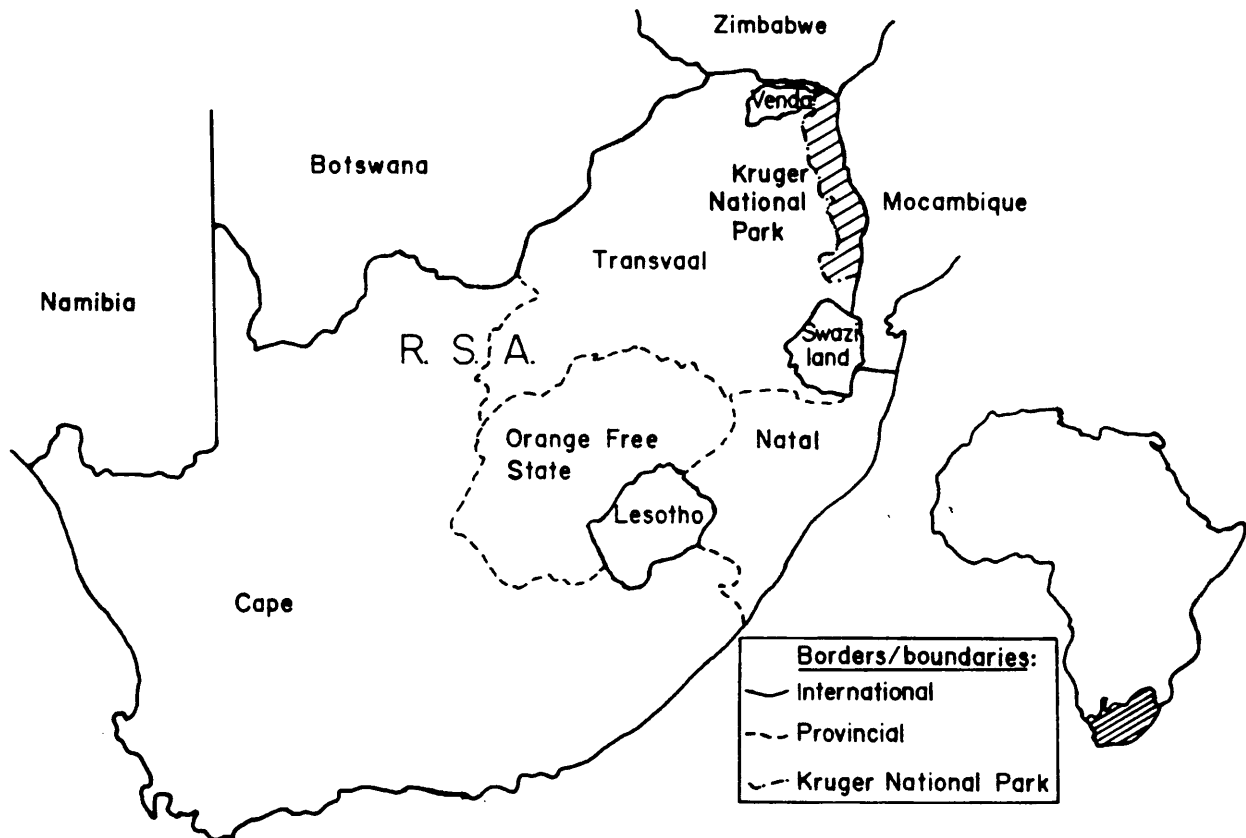 Zimbabwe
Venda
Botswana
Kruger
National
Park
Mocambique
Transvaal
Namibia
Swazi
land
R. S. A.
Orange Free
State
Natal
Lesotho
Cape
Borders/boundaries:
International
Provincial
Kruger National Park